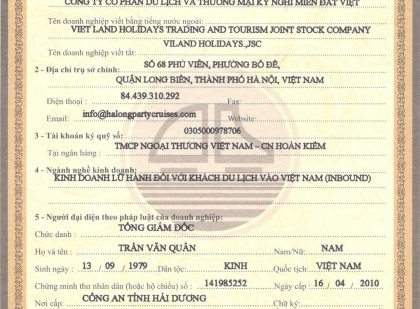 CÔNG TY CỔ PHẦN DU LỊCH VÀ THƯƠNG MẠI KỲ NGHỈ MIỀN ĐẤT VIỆT
Tên doanh nghiệp viết bằng tiếng nước ngoài:
VIET LAND HOLIDAYS TRADING AND TOURISM JOINT STOCK COMPANY
Tên doanh nghiệp viết tắt: VILAND HOLIDAYS .,JSC
2 - Địa chỉ trụ sở chính: SỐ 68 PHÚ VIÊN, PHƯỜNG BỒ ĐỀ,
QUẬN LONG BIÊN, THÀNH PHỐ HÀ NỘI, VIỆT NAM
Điện thoại : 84.439.310.292 Fax:
Email: info@halongpartycruises.com Website:
3 - Tài khoản ký quỹ số: 0305000978706
Tại ngân hàng : TMCP NGOẠI THƯƠNG VIỆT NAM - CN HOÀN KIẾM
4 - Ngành nghề kinh doanh:
KINH DOANH LỮ HÀNH ĐỐI VỚI KHÁCH DU LỊCH VÀO VIỆT NAM (INBOUND)
5 - Người đại diện theo pháp luật của doanh nghiệp:
Chức danh : TỔNG GIÁM ĐỐC
Họ và tên : TRẦN VĂN QUÂN Nam/Nữ: NAM
Sinh ngày : 13 / 09 / 1979 Dân tộc: KINH Quốc tịch: VIỆT NAM
Chứng minh thư nhân dân (hoặc hộ chiếu) số : 141985252 Cấp ngày 16 / 04 / 2010
Nơi cấp: CÔNG AN TỈNH HẢI DƯƠNG Chữ ký: